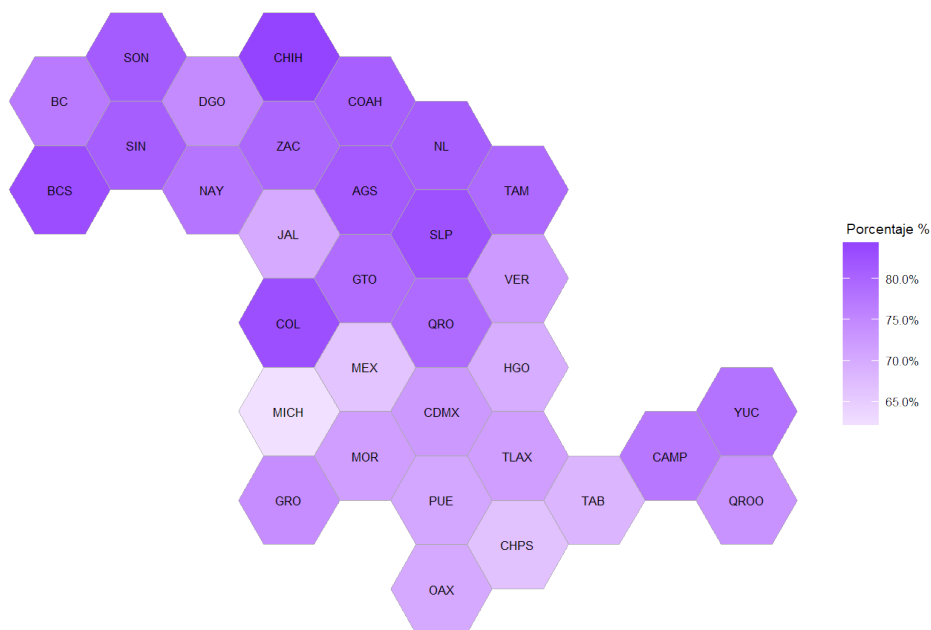 SON
CHIH
BC
DGO
COAH
SIN
ZAC
NL
BCS
NAY
AGS
TAM
JAL
SLP
GTO
VER
COL
QRO
MEX
HGO
MICH
CDMX
YUC
MOR
TLAX
CAMP
GRO
PUE
TAB
QROO
CHPS
OAX
Porcentaje %
80.0%
75.0%
70.0%
65.0%